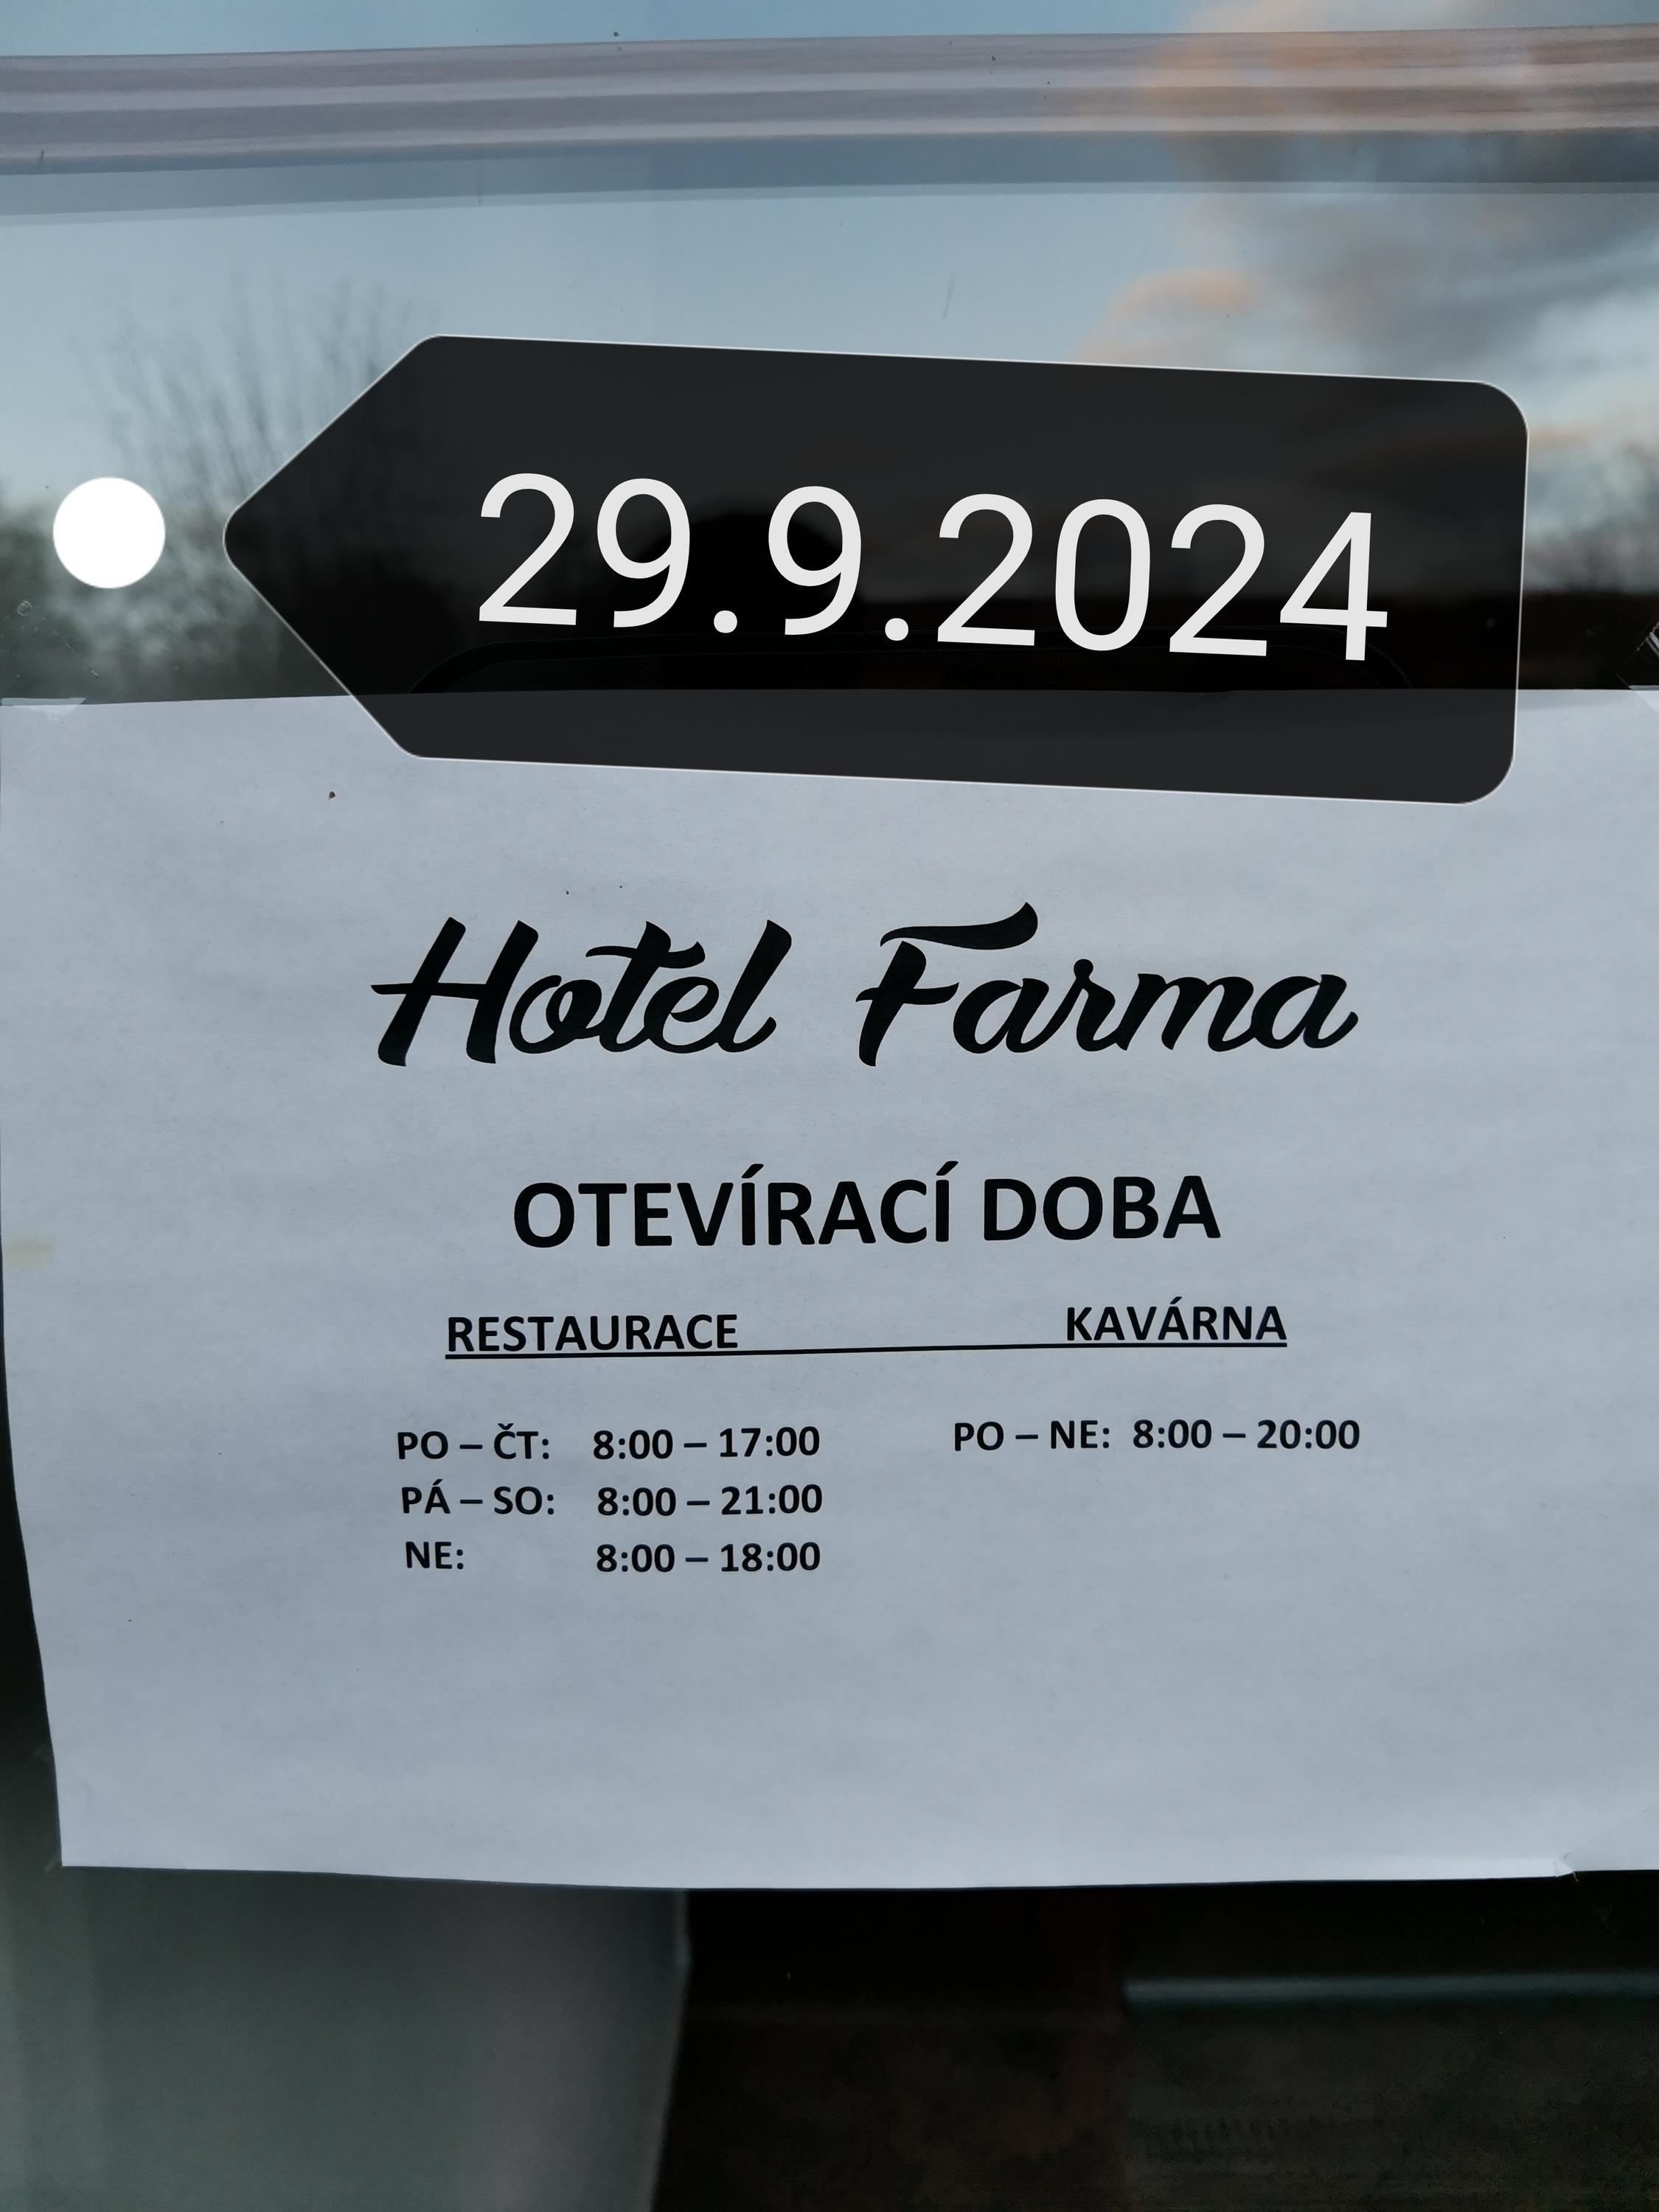 29.9.2024
Hotel Farma
OTEVÍRACÍ DOBA
RESTAURACE KAVÁRNA
PO – ČT: 8:00 – 17:00 PO – NE: 8:00 – 20:00
PÁ – SO: 8:00 – 21:00
NE: 8:00 – 18:00